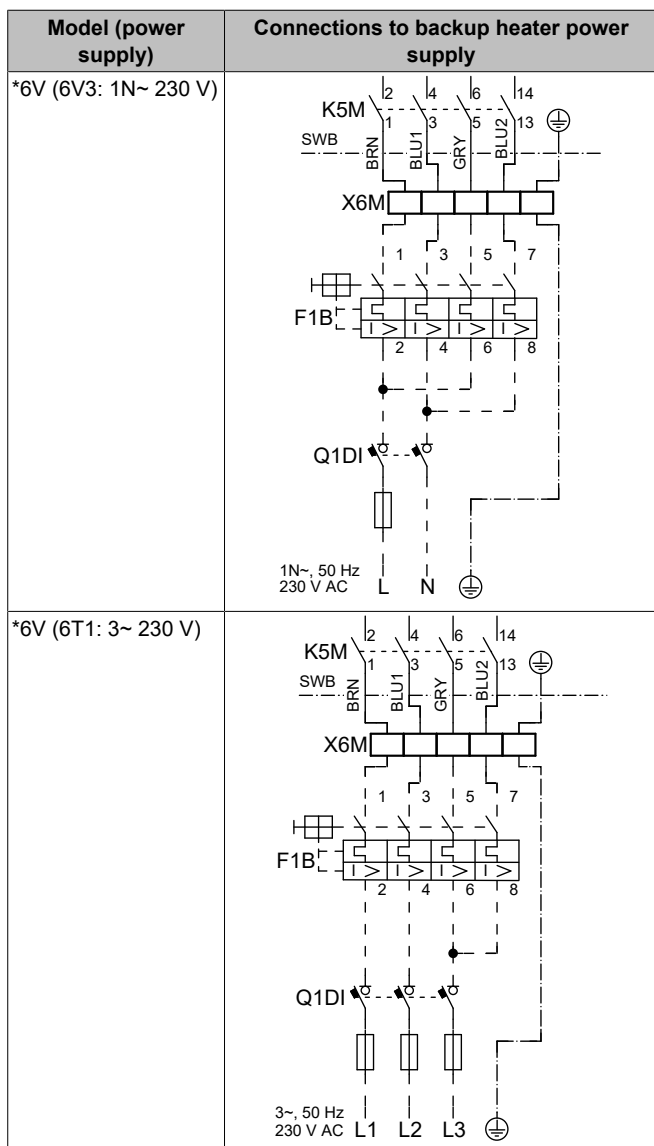 Model (power supply)
Connections to backup heater power supply
*6V (6V3: 1N~ 230 V)
2 4 6 14
K5M
1 3 5 13
SWB
BRN BLU1 GRY BLU2
X6M
1 3 5 7
F1B
I > I > I > I >
2 4 6 8
Q1DI
1N~, 50 Hz
230 V AC L N
*6V (6T1: 3~ 230 V)
2 4 6 14
K5M
1 3 5 13
SWB
BRN BLU1 GRY BLU2
X6M
1 3 5 7
F1B
I > I > I > I >
2 4 6 8
Q1DI
3~, 50 Hz
230 V AC L1 L2 L3